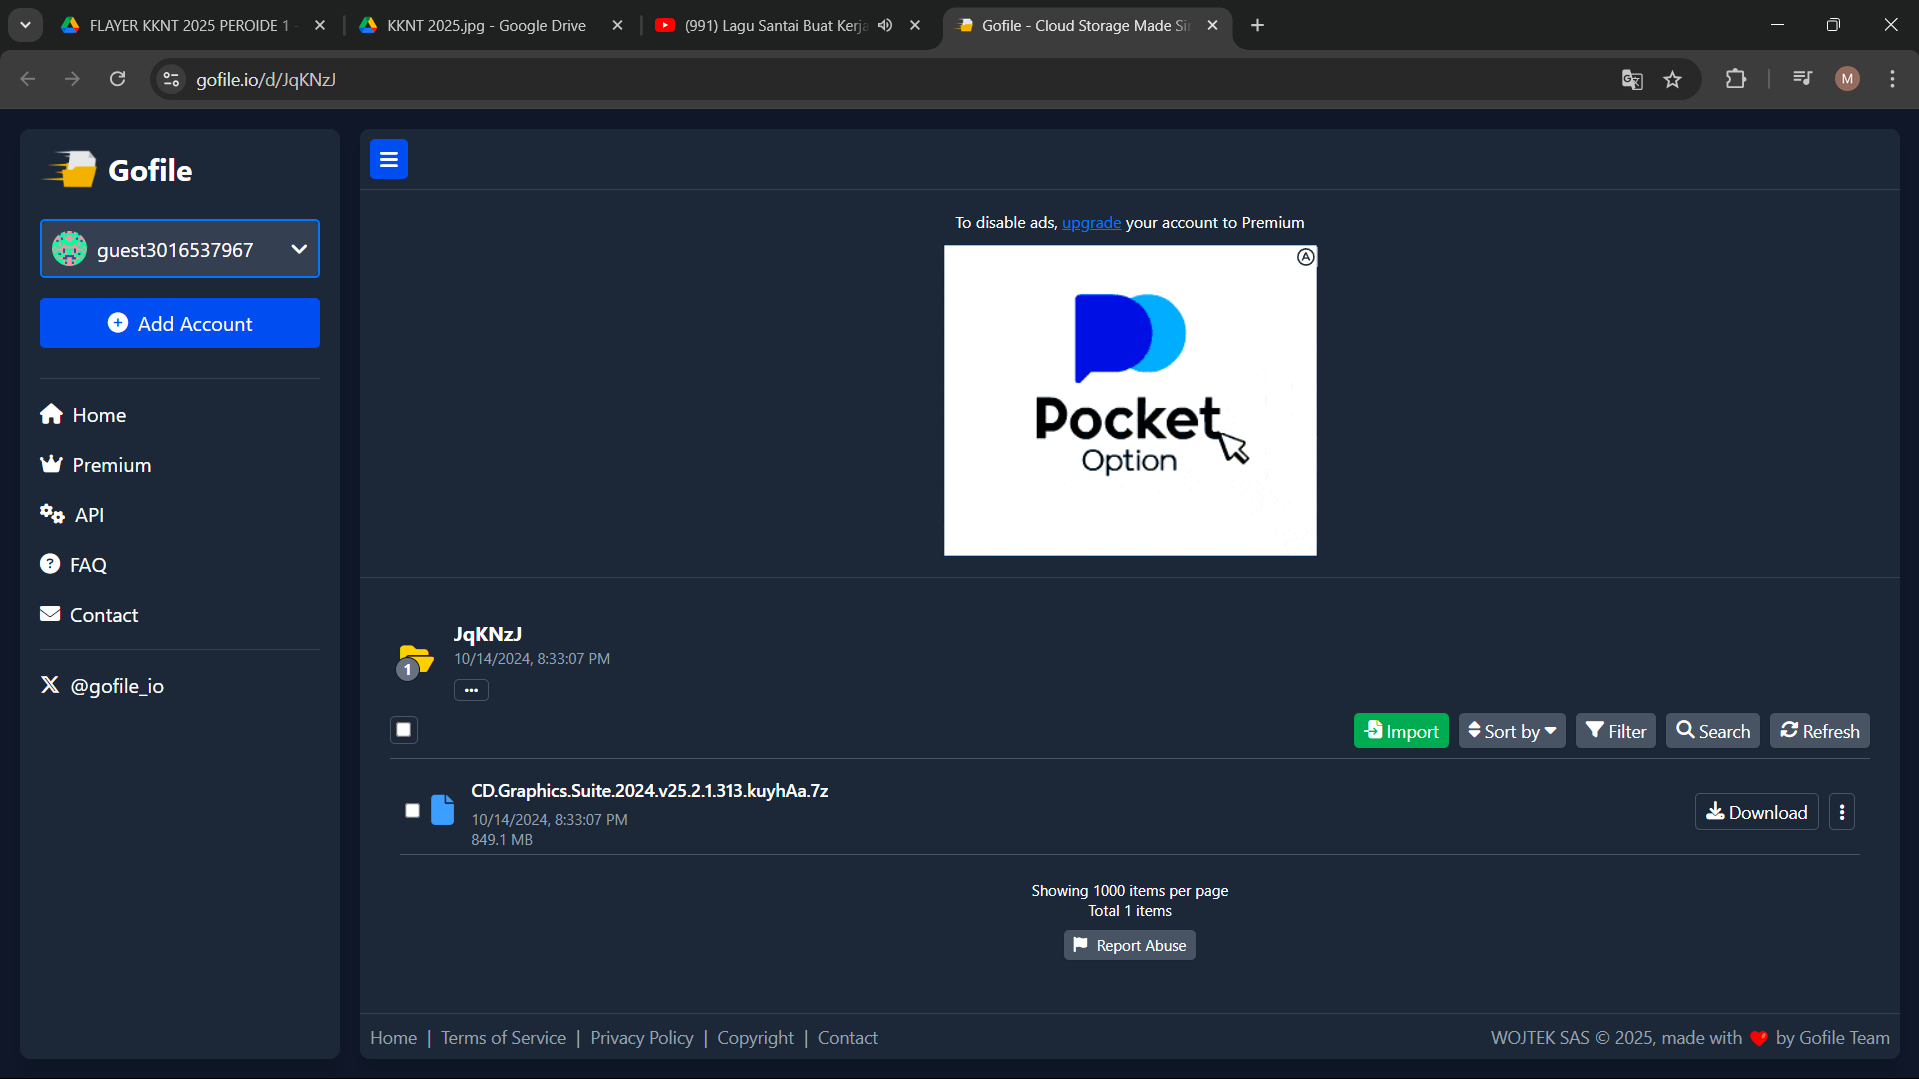 FLAYER KKNT 2025 PEROIDE 1 -
KKNT 2025.jpg - Google Drive
(991) Lagu Santai Buat Kerja
Gofile - Cloud Storage Made Sim
gofile.io/d/JqKNzJ
M
Gofile
guest3016537967
Add Account
Home
Premium
API
FAQ
Contact
@gofile_io
To disable ads, upgrade your account to Premium
Pocket
Option
JqKNzJ
10/14/2024, 8:33:07 PM
1
Import
Sort by
Filter
Search
Refresh
CD.Graphics.Suite.2024.v25.2.1.313.kuyhAa.7z
10/14/2024, 8:33:07 PM
849.1 MB
Download
Showing 1000 items per page
Total 1 items
Report Abuse
Home | Terms of Service | Privacy Policy | Copyright | Contact
WOJTEK SAS © 2025, made with ❤ by Gofile Team